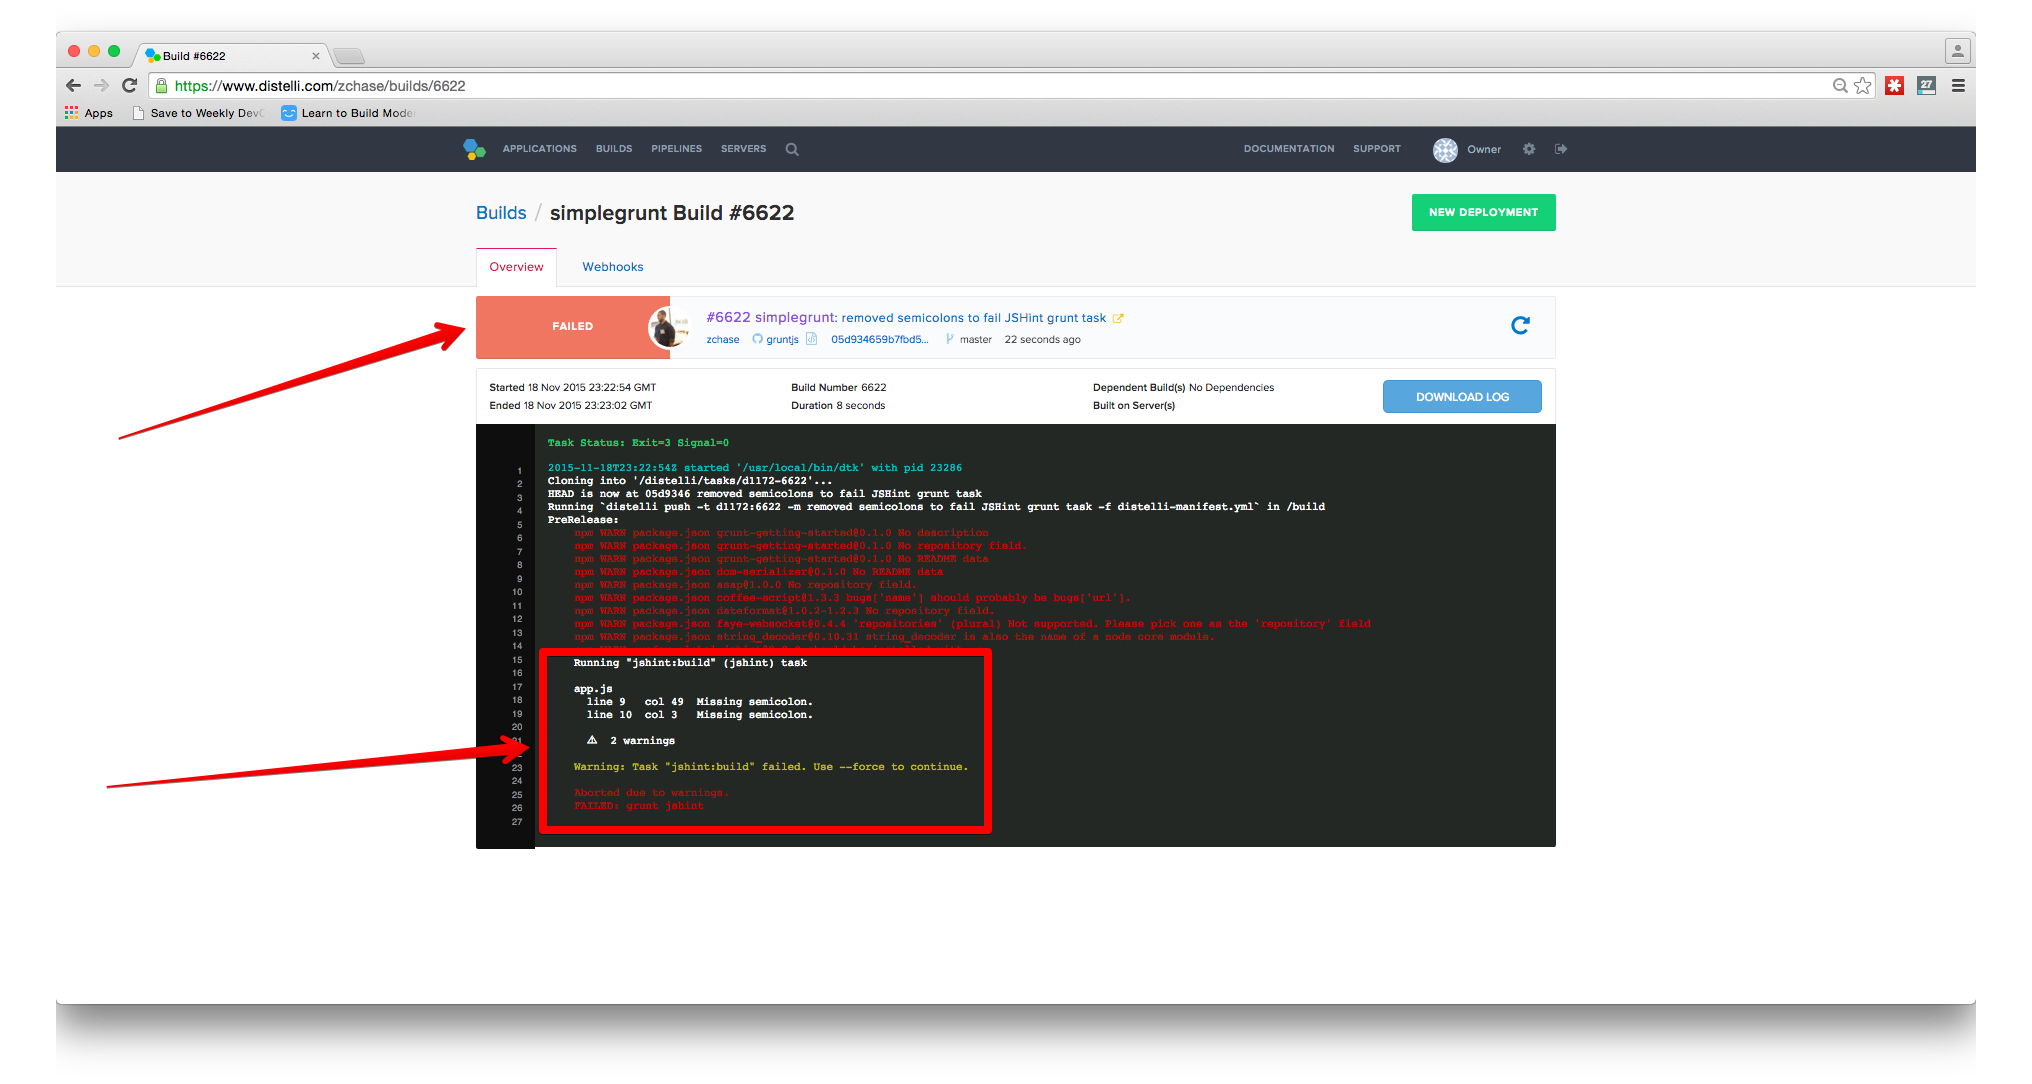 Build #6622
https://www.distelli.com/zchase/builds/6622
27
Apps Save to Weekly Dev Learn to Build Mode
APPLICATIONS BUILDS PIPELINES SERVERS DOCUMENTATION SUPPORT Owner
Builds / simplegrunt Build #6622
NEW DEPLOYMENT
Overview Webhooks
FAILED
#6622 simplegrunt: removed semicolons to fail JSHint grunt task
zchase gruntjs 05d934659b7fbd5... master 22 seconds ago
Started 18 Nov 2015 23:22:54 GMT Build Number 6622 Dependent Build(s) No Dependencies
Ended 18 Nov 2015 23:23:02 GMT Duration 8 seconds Built on Server(s)
DOWNLOAD LOG
Task Status: Exit=3 Signal=0
1 2015-11-18T23:22:54Z started '/usr/local/bin/dtk' with pid 23286
2 Cloning into '/distelli/tasks/d1172-6622'...
3 HEAD is now at 05d9346 removed semicolons to fail JSHint grunt task
4 Running `distelli push -t d1172:6622 -m removed semicolons to fail JSHint grunt task -f distelli-manifest.yml` in /build
5 PreRelease:
6 npm WARN package.json grunt-getting-started@0.1.0 No description
7 npm WARN package.json grunt-getting-started@0.1.0 No repository field.
8 npm WARN package.json grunt-getting-started@0.1.0 No README data
9 npm WARN package.json dom-serializer@0.1.0 No README data
10 npm WARN package.json asap@1.0.0 No repository field.
11 npm WARN package.json coffee-script@1.3.3 bugs['name'] should probably be bugs['url'].
12 npm WARN package.json dateformat@1.0.2-1.2.3 No repository field.
13 npm WARN package.json faye-websocket@0.4.4 'repositories' (plural) Not supported. Please pick one as the 'repository' field
14 npm WARN package.json string_decoder@0.10.31 string_decoder is also the name of a node core module.
15
16 Running "jshint:build" (jshint) task
17
18 app.js
19 line 9 col 49 Missing semicolon.
20 line 10 col 3 Missing semicolon.
⚠ 2 warnings
23 Warning: Task "jshint:build" failed. Use --force to continue.
24
25 Aborted due to warnings.
26 FAILED: grunt jshint
27